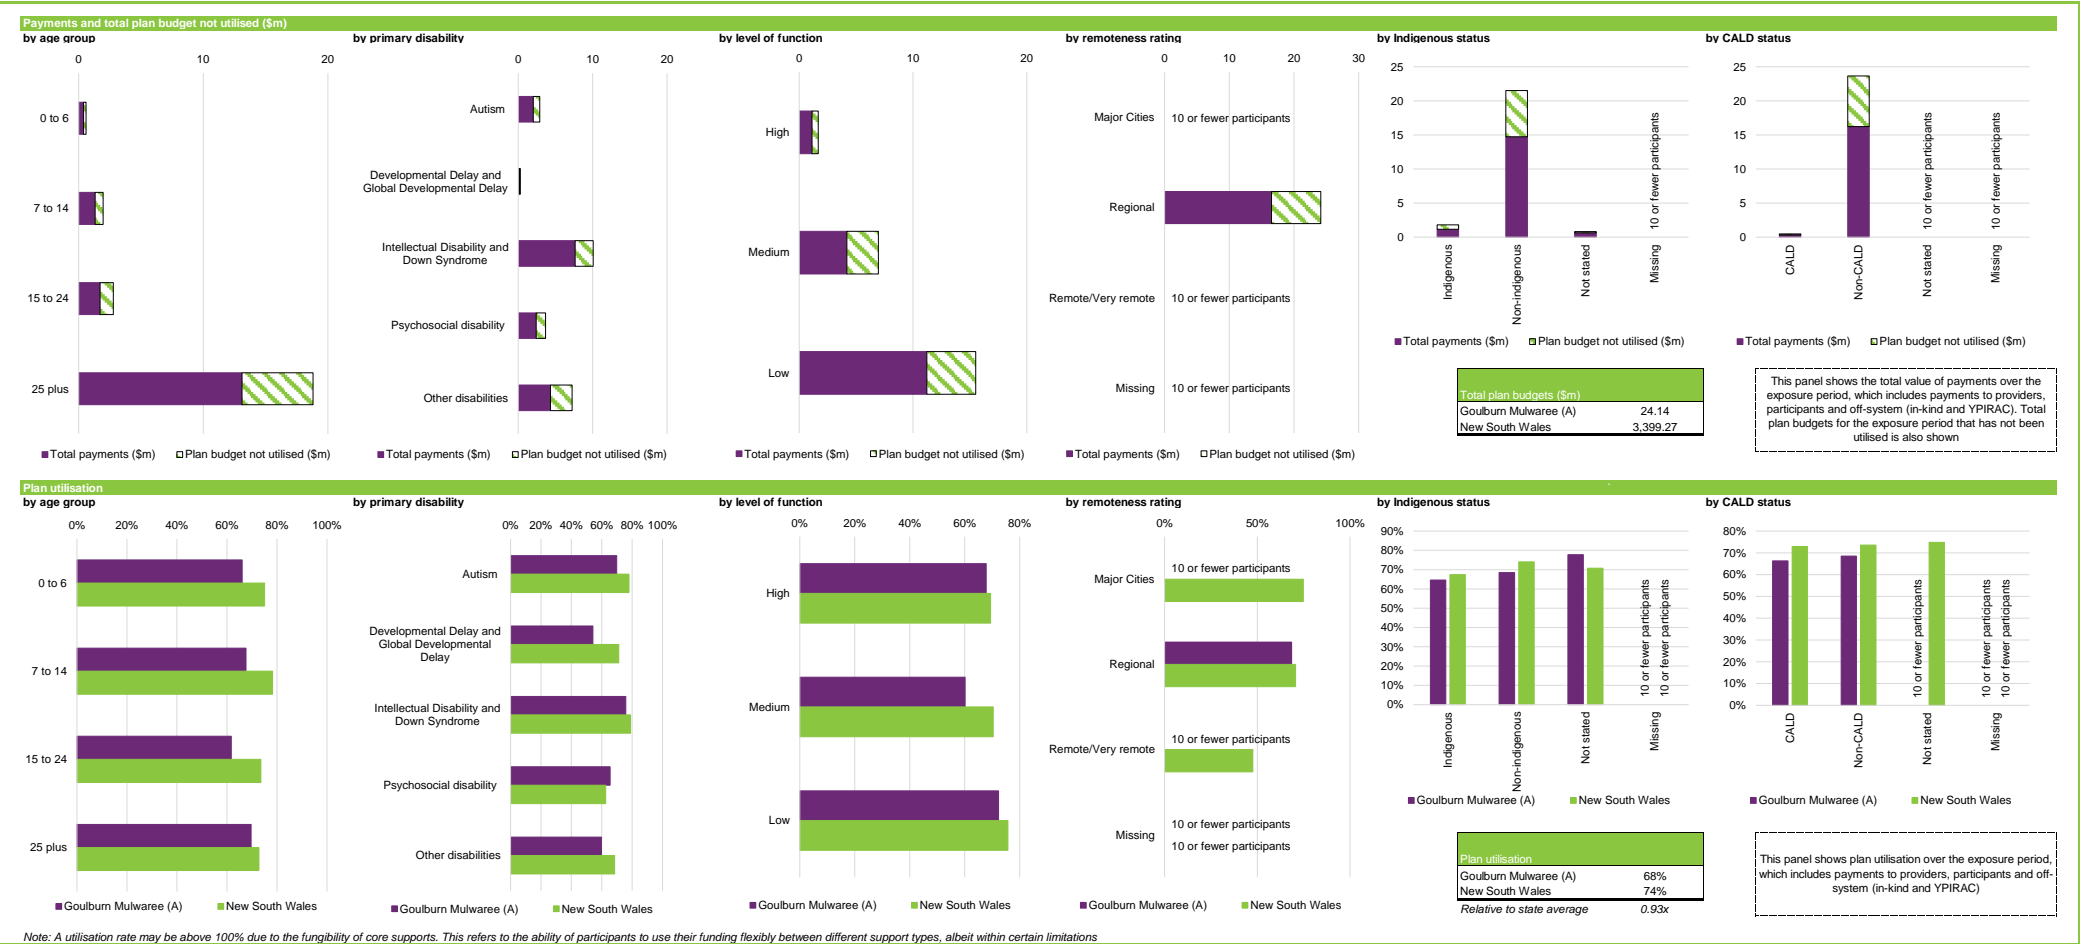 Payments and total plan budget not utilised ($m)
by age group
0 10 20
0 to 6
7 to 14
15 to 24
25 plus
Total payments ($m) Plan budget not utilised ($m)
by primary disability
0 10 20
Autism
Developmental Delay and
Global Developmental Delay
Intellectual Disability and
Down Syndrome
Psychosocial disability
Other disabilities
Total payments ($m) Plan budget not utilised ($m)
by level of function
0 10 20
High
Medium
Low
Total payments ($m) Plan budget not utilised ($m)
by remoteness rating
0 10 20 30
Major Cities 10 or fewer participants
Regional
Remote/Very remote 10 or fewer participants
Missing 10 or fewer participants
Total payments ($m) Plan budget not utilised ($m)
by Indigenous status
25
20
15
10
5
0
10 or fewer participants
Indigenous
Non-indigenous
Not stated
Missing
Total payments ($m) Plan budget not utilised ($m)
Total plan budgets ($m)
Goulburn Mulwaree (A) 24.14
New South Wales 3,399.27
by CALD status
25
20
15
10
5
0
10 or fewer participants
10 or fewer participants
CALD
Non-CALD
Not stated
Missing
Total payments ($m) Plan budget not utilised ($m)
This panel shows the total value of payments over the
exposure period, which includes payments to providers,
participants and off-system (in-kind and YPIRAC). Total
plan budgets for the exposure period that has not been
utilised is also shown
Plan utilisation
by age group
0% 20% 40% 60% 80% 100%
0 to 6
7 to 14
15 to 24
25 plus
Goulburn Mulwaree (A) New South Wales
by primary disability
0% 20% 40% 60% 80% 100%
Autism
Developmental Delay and
Global Developmental
Delay
Intellectual Disability and
Down Syndrome
Psychosocial disability
Other disabilities
Goulburn Mulwaree (A) New South Wales
by level of function
0% 20% 40% 60% 80%
High
Medium
Low
Goulburn Mulwaree (A) New South Wales
by remoteness rating
0% 50% 100%
Major Cities 10 or fewer participants
Regional
Remote/Very remote 10 or fewer participants
Missing 10 or fewer participants
10 or fewer participants
Goulburn Mulwaree (A) New South Wales
by Indigenous status
90%
80%
70%
60%
50%
40%
30%
20%
10%
0%
10 or fewer participants
10 or fewer participants
Indigenous
Non-indigenous
Not stated
Missing
Goulburn Mulwaree (A) New South Wales
Plan utilisation
Goulburn Mulwaree (A) 68%
New South Wales 74%
Relative to state average 0.93x
by CALD status
80%
70%
60%
50%
40%
30%
20%
10%
0%
10 or fewer participants
10 or fewer participants
10 or fewer participants
CALD
Non-CALD
Not stated
Missing
Goulburn Mulwaree (A) New South Wales
This panel shows plan utilisation over the exposure period,
which includes payments to providers, participants and off-
system (in-kind and YPIRAC)
Note: A utilisation rate may be above 100% due to the fungibility of core supports. This refers to the ability of participants to use their funding flexibly between different support types, albeit within certain limitations